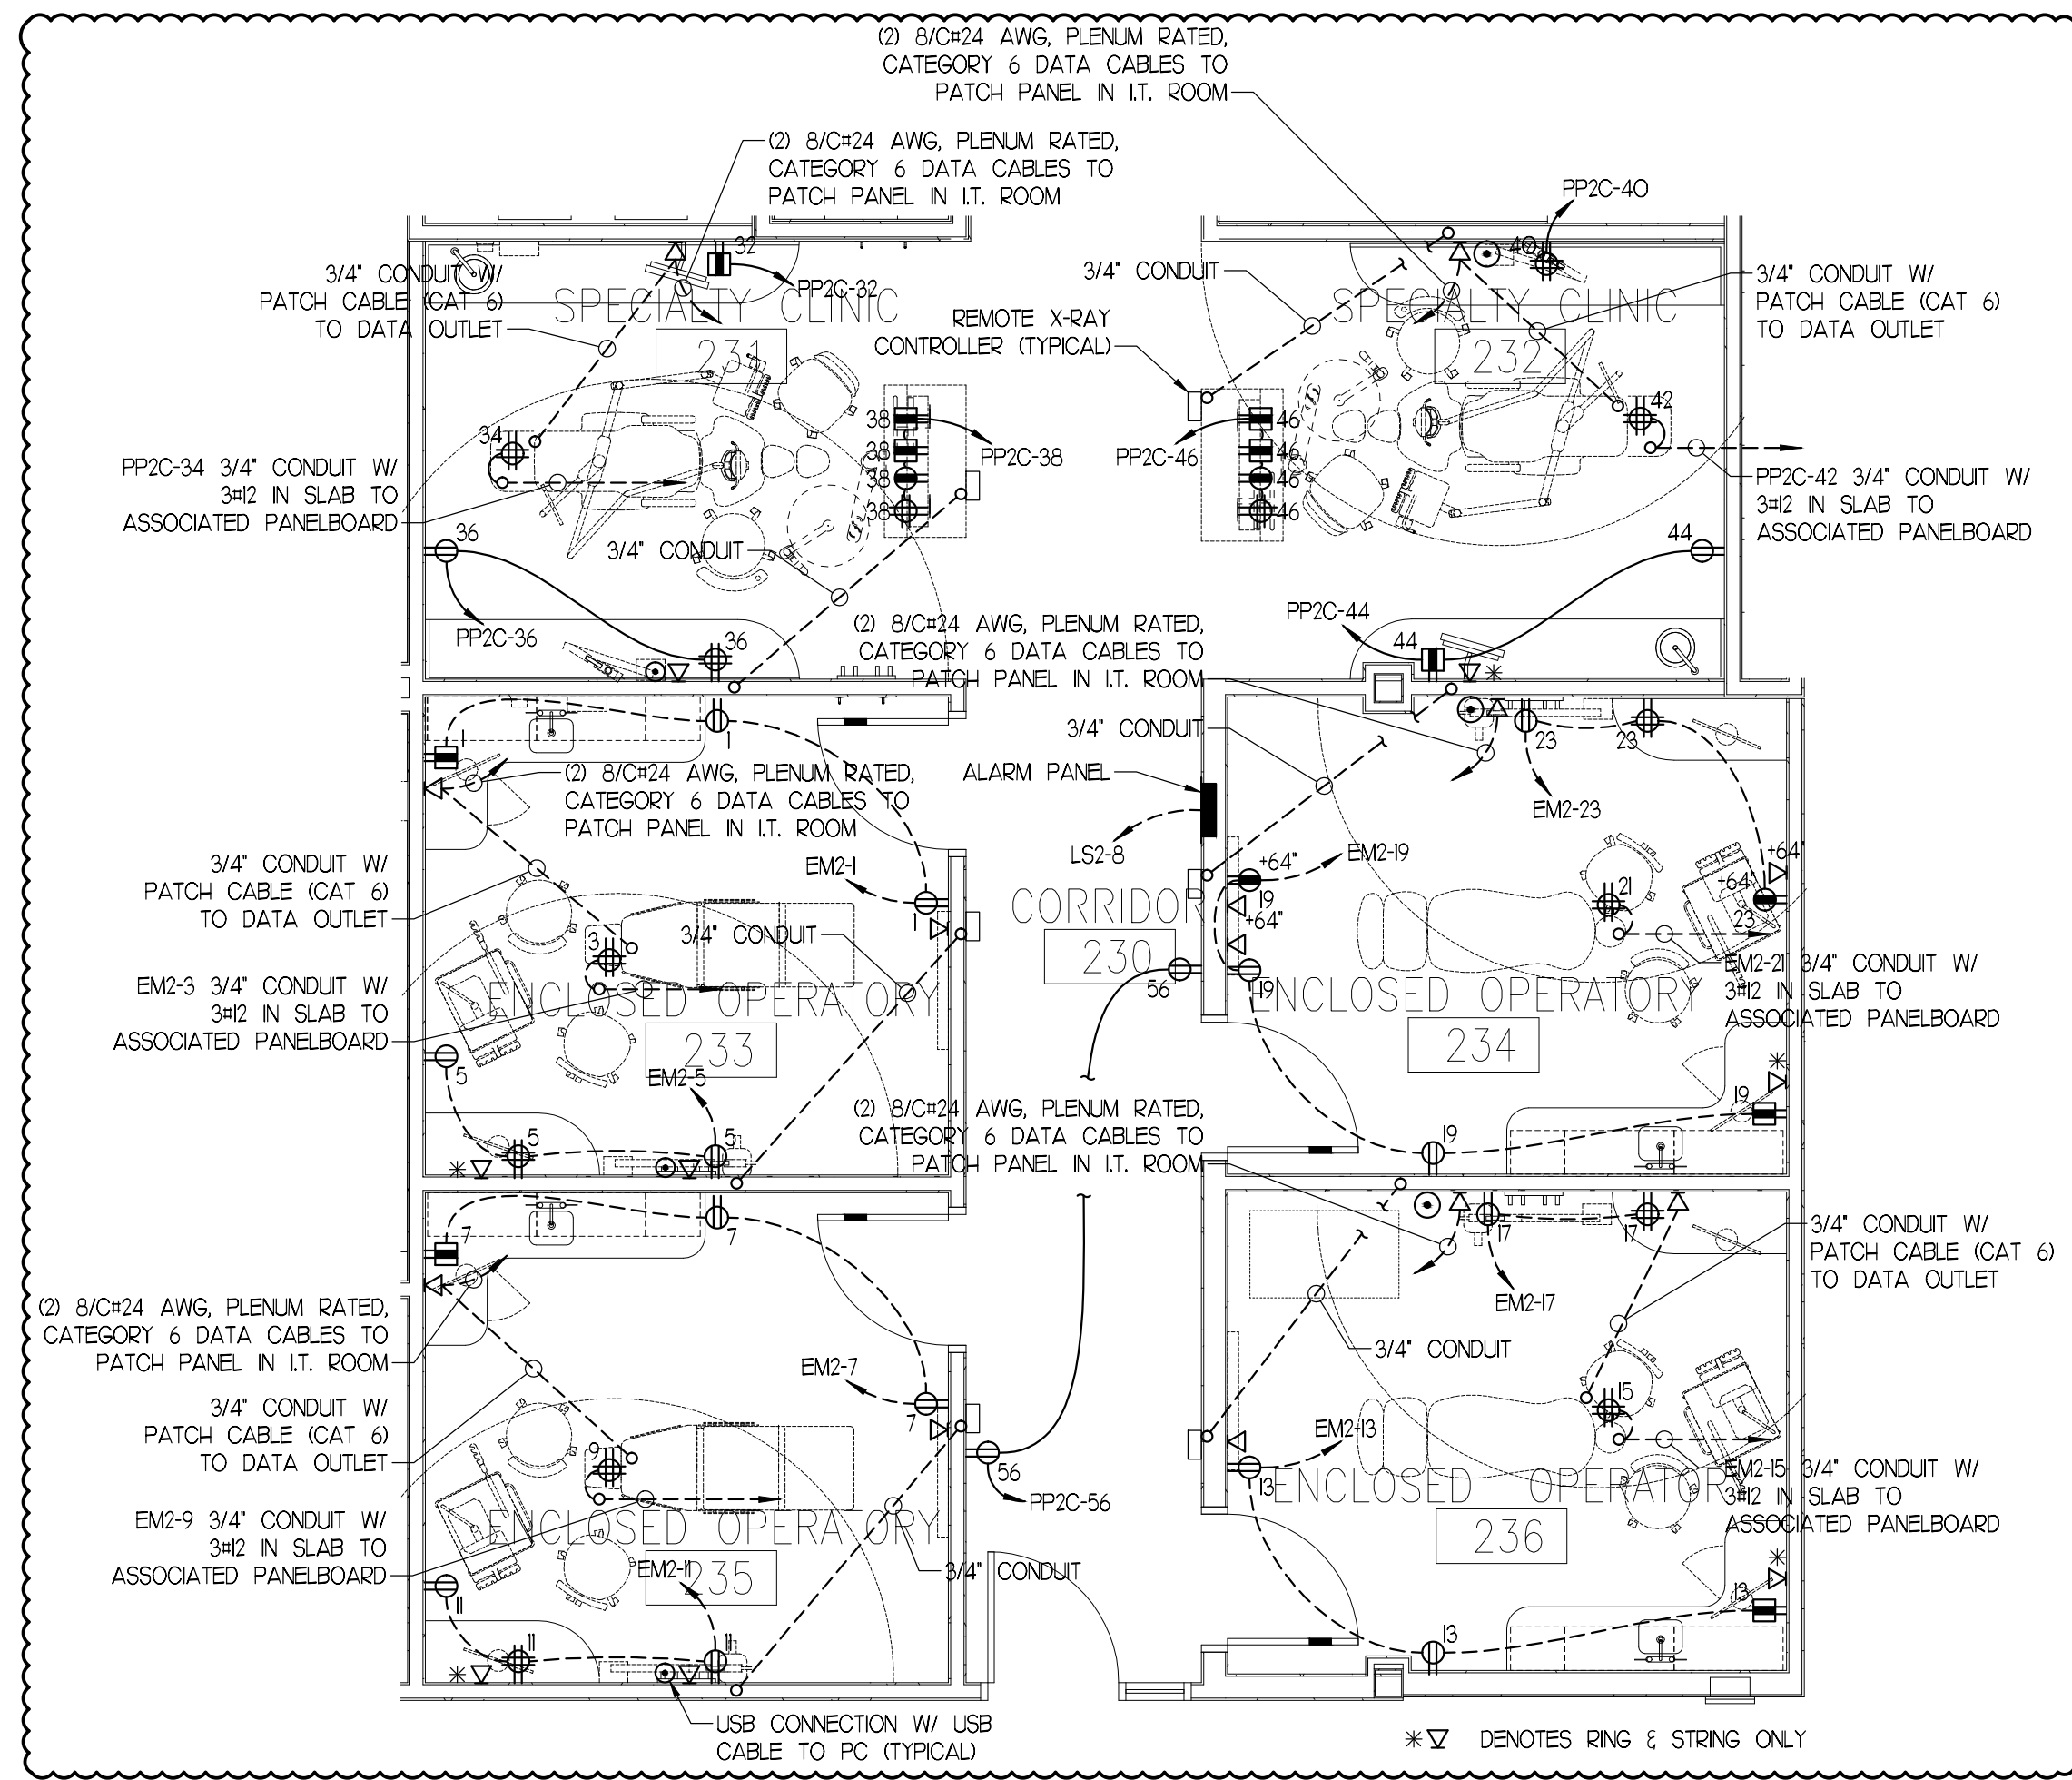 (2) 8/C#24 AWG, PLENUM RATED,
CATEGORY 6 DATA CABLES TO
PATCH PANEL IN I.T. ROOM
(2) 8/C#24 AWG, PLENUM RATED,
CATEGORY 6 DATA CABLES TO
PATCH PANEL IN I.T. ROOM
PP2C-40
32
40
3/4" CONDUIT W/
PATCH CABLE (CAT 6)
TO DATA OUTLET
PP2C-32
SPECIALTY CLINIC
231
3/4" CONDUIT
REMOTE X-RAY
CONTROLLER (TYPICAL)
SPECIALTY CLINIC
232
3/4" CONDUIT W/
PATCH CABLE (CAT 6)
TO DATA OUTLET
34
38
38
38
38
PP2C-38
PP2C-46
46
46
46
46
42
PP2C-34 3/4" CONDUIT W/
3#12 IN SLAB TO
ASSOCIATED PANELBOARD
PP2C-42 3/4" CONDUIT W/
3#12 IN SLAB TO
ASSOCIATED PANELBOARD
36
3/4" CONDUIT
44
PP2C-36
36
PP2C-44
44
(2) 8/C#24 AWG, PLENUM RATED,
CATEGORY 6 DATA CABLES TO
PATCH PANEL IN I.T. ROOM
1
1
3/4" CONDUIT
23
23
(2) 8/C#24 AWG, PLENUM RATED,
CATEGORY 6 DATA CABLES TO
PATCH PANEL IN I.T. ROOM
ALARM PANEL
EM2-23
LS2-8
3/4" CONDUIT W/
PATCH CABLE (CAT 6)
TO DATA OUTLET
EM2-1
1
EM2-19
+64"
19
+64"
+64"
+64"
21
23
CORRIDOR
230
56
3
3/4" CONDUIT
EM2-3 3/4" CONDUIT W/
3#12 IN SLAB TO
ASSOCIATED PANELBOARD
ENCLOSED OPERATORY
233
19
ENCLOSED OPERATORY
234
EM2-21 3/4" CONDUIT W/
3#12 IN SLAB TO
ASSOCIATED PANELBOARD
5
EM2-5
5
5
(2) 8/C#24 AWG, PLENUM RATED,
CATEGORY 6 DATA CABLES TO
PATCH PANEL IN I.T. ROOM
19
19
7
7
17
17
EM2-17
3/4" CONDUIT W/
PATCH CABLE (CAT 6)
TO DATA OUTLET
(2) 8/C#24 AWG, PLENUM RATED,
CATEGORY 6 DATA CABLES TO
PATCH PANEL IN I.T. ROOM
3/4" CONDUIT
EM2-7
7
3/4" CONDUIT W/
PATCH CABLE (CAT 6)
TO DATA OUTLET
EM2-13
15
9
56
PP2C-56
13
EM2-9 3/4" CONDUIT W/
3#12 IN SLAB TO
ASSOCIATED PANELBOARD
ENCLOSED OPERATORY
235
ENCLOSED OPERATORY
236
EM2-15 3/4" CONDUIT W/
3#12 IN SLAB TO
ASSOCIATED PANELBOARD
EM2-11
3/4" CONDUIT
11
11
11
13
13
USB CONNECTION W/ USB
CABLE TO PC (TYPICAL)
DENOTES RING & STRING ONLY